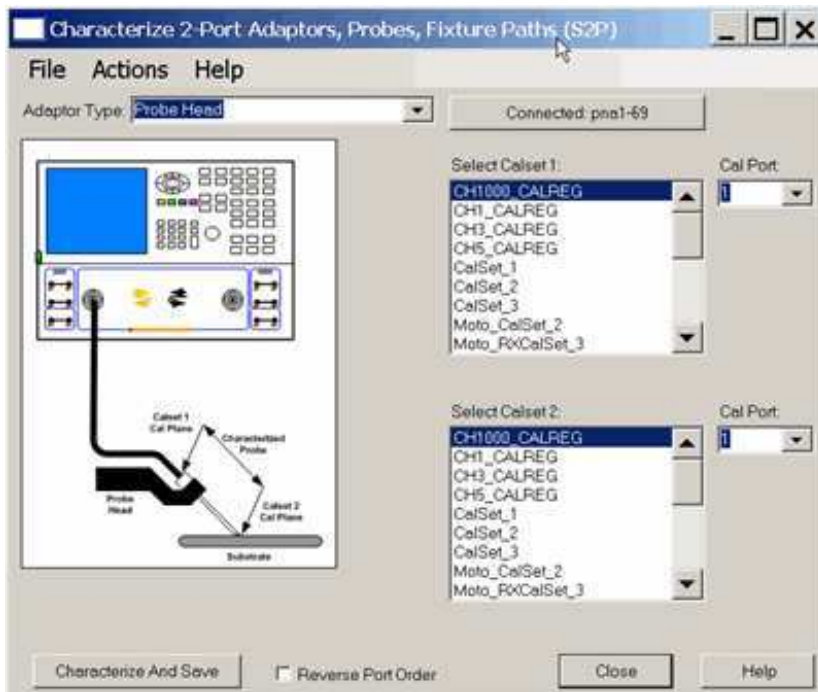 Characterize 2-Port Adaptors, Probes, Fixture Paths (S2P)
File Actions Help
Adaptor Type: Probe Head
Connected: pna1-69
Select Calset 1:
Cal Port
CH1000_CALREG
1
CH1_CALREG
CH3_CALREG
CH5_CALREG
CalSet_1
CalSet_2
CalSet_3
Moto_CalSet_2
Moto_RXCalSet_3
Calset 1
Cal Plane
Characterized
Probe
Probe
Head
Calset 2
Cal Plane
Substrate
Select Calset 2:
Cal Port
CH1000_CALREG
1
CH1_CALREG
CH3_CALREG
CH5_CALREG
CalSet_1
CalSet_2
CalSet_3
Moto_CalSet_2
Moto_RXCalSet_3
Characterize And Save
Reverse Port Order
Close
Help